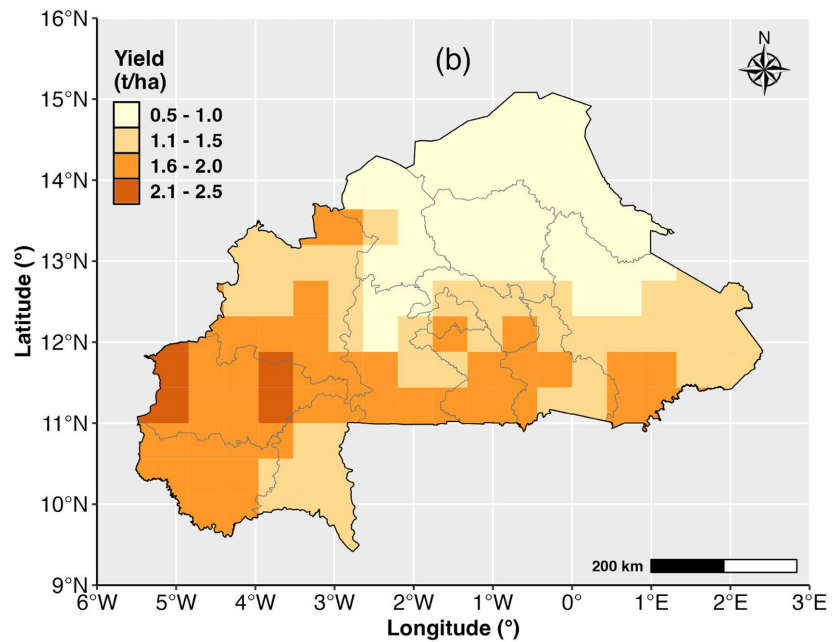 (b)
N
Yield
(t/ha)
0.5 - 1.0
1.1 - 1.5
1.6 - 2.0
2.1 - 2.5
16°N
15°N
14°N
13°N
12°N
11°N
10°N
9°N
Latitude (°)
200 km
6°W 5°W 4°W 3°W 2°W 1°W 0° 1°E 2°E 3°E
Longitude (°)